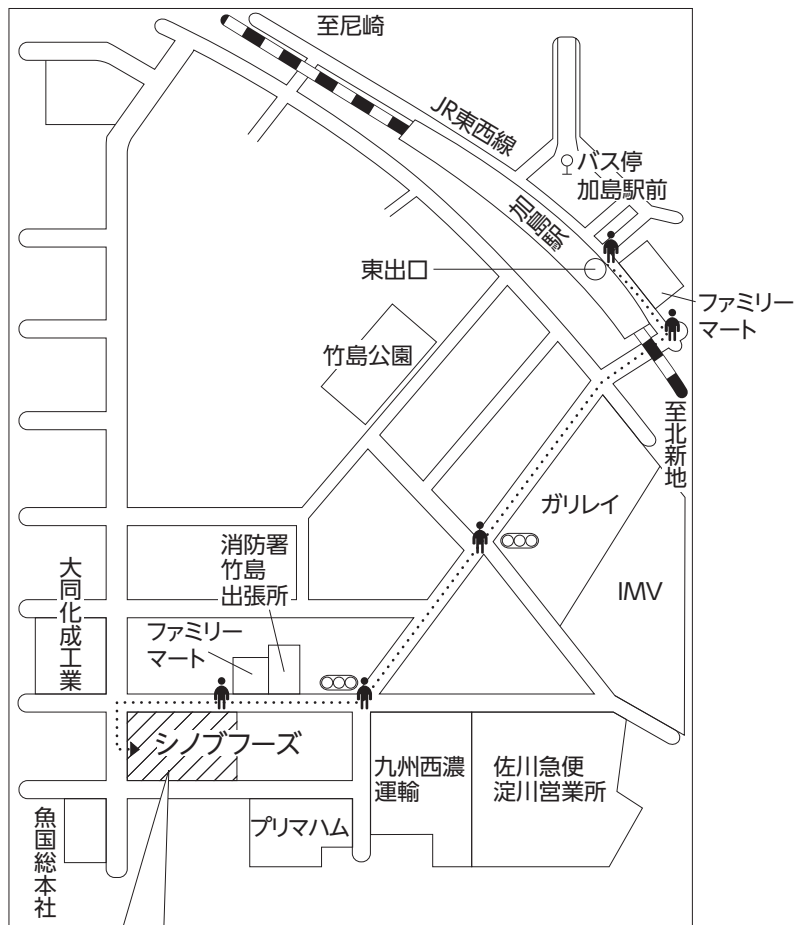 至尼崎
JR東西線
バス停
加島駅前
加島駅
東出口
ファミリー
マート
竹島公園
至北新地
ガリレイ
IMV
消防署
竹島
出張所
大同化成工業
ファミリー
マート
シノブフーズ
九州西濃
運輸
佐川急便
淀川営業所
プリマハム
魚国総本社